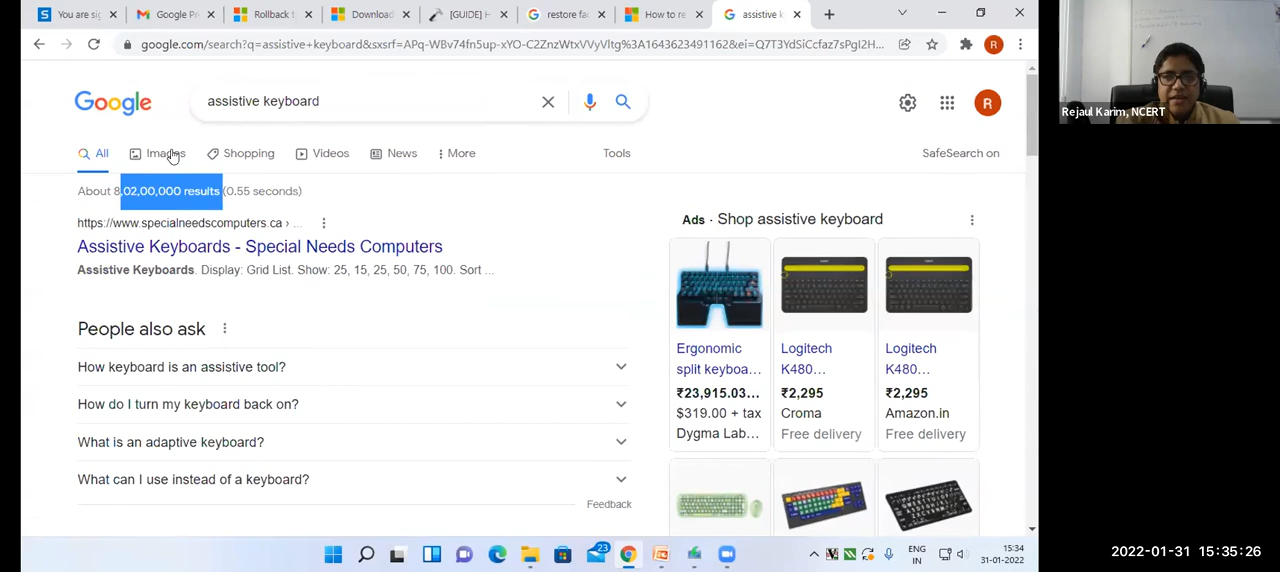 You are si
Gmail Pr
Rollback t
Download
[GUIDE] H
restore fac
How to re
assistive k
google.com/search?q=assistive+keyboard&sxsrf=APq-WBv74fn5up-xYO-C2ZnzWtxVVyVltg%3A1643623491162&ei=Q7T3YdSiCcfaz7sPgI2H...
Google
assistive keyboard
R
R
All
Images
Shopping
Videos
News
More
Tools
SafeSearch on
About 8,02,00,000 results (0.55 seconds)
https://www.specialneedscomputers.ca › ...
Assistive Keyboards - Special Needs Computers
Assistive Keyboards. Display: Grid List. Show: 25, 15, 25, 50, 75, 100. Sort ...
People also ask
How keyboard is an assistive tool?
How do I turn my keyboard back on?
What is an adaptive keyboard?
What can I use instead of a keyboard?
Feedback
Ads · Shop assistive keyboard
Ergonomic
split keyboa...
₹23,915.03...
$319.00 + tax
Dygma Lab...
Logitech
K480...
₹2,295
Croma
Free delivery
Logitech
K480...
₹2,295
Amazon.in
Free delivery
23
ENG
IN
15:34
31-01-2022
Rejaul Karim, NCERT
2022-01-31 15:35:26